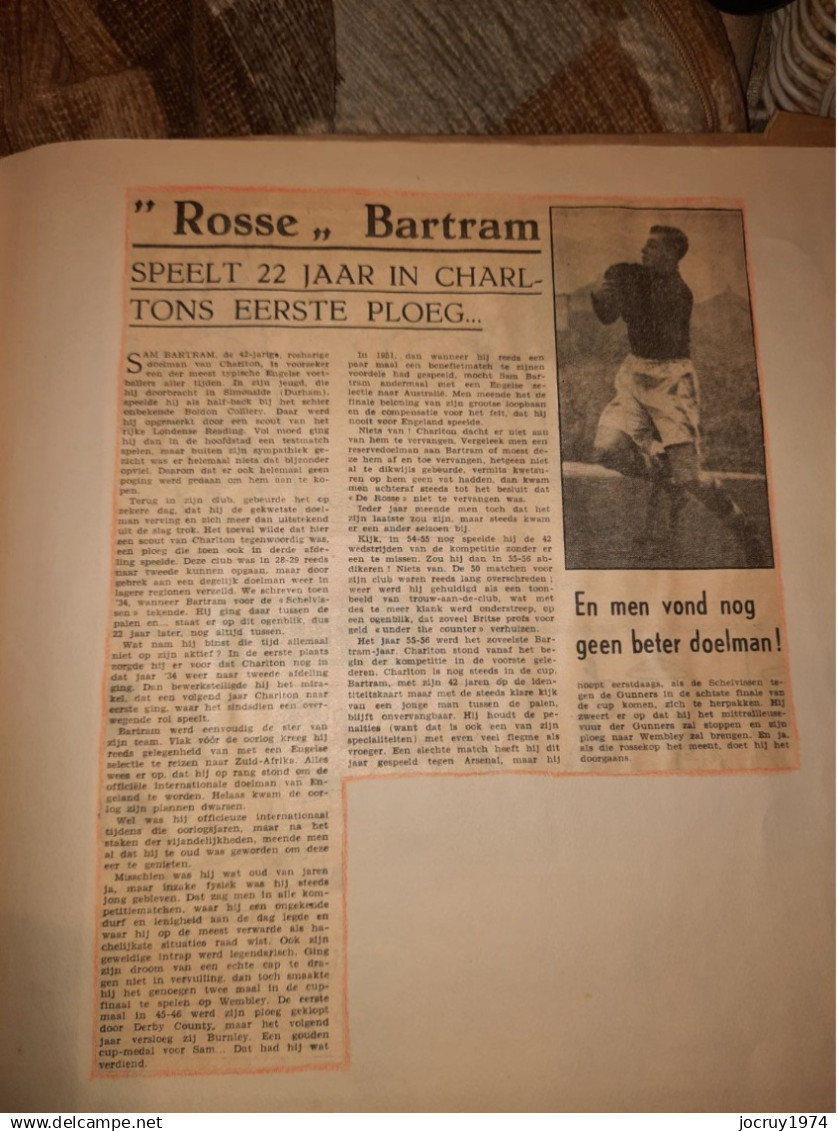 " Rosse „ Bartram
SPEELT 22 JAAR IN CHARL-
TONS EERSTE PLOEG...
SAM BARTRAM, de 42-jarige, rosharige
doelman van Charlton, is voorzeker
een der meest typische Engelse voet-
ballers aller tijden. In zijn jeugd, die
hij doorbracht in Simonside (Durham),
speelde hij als half-back bij het schier
onbekende Boldon Colliery. Daar werd
hij opgemerkt door een scout van het
rijke Londense Reading. Vol moed ging
hij dan in de hoofdstad een testmatch
spelen, maar buiten zijn sympathiek ge-
zicht was er helemaal niets dat bijzonder
opviel. Daarom dat er ook helemaal geen
poging werd gedaan om hem aan te ko-
pen.
Terug in zijn club, gebeurde het op
zekere dag, dat hij de gekwetste doel-
man verving en zich meer dan uitstekend
uit de slag trok. Het toeval wilde dat hier
een scout van Charlton tegenwoordig was,
een ploeg die toen ook in derde afde-
ling speelde. Deze club was in 28-29 reeds
naar tweede kunnen opgaan, maar door
gebrek aan een degelijk doelman weer in
lagere regionen verzeild. We schreven toen
'34, wanneer Bartram voor de « Schelvis-
sen » tekende. Hij ging daar tussen de
palen en... staat er op dit ogenblik, dus
22 jaar later, nog altijd tussen.
Wat nam hij binst die tijd allemaal
niet op zijn aktief ? In de eerste plaats
zorgde hij er voor dat Charlton nog in
dat jaar '34 weer naar tweede afdeling
ging. Dan bewerkstelligde hij het mira-
kel, dat een volgend jaar Charlton naar
eerste ging, waar het sindsdien een over-
wegende rol speelt.
Bartram werd eenvoudig de ster van
zijn team. Vlak vóór de oorlog kreeg hij
reeds gelegenheid van met een Engelse
selectie te reizen naar Zuid-Afrika. Alles
wees er op, dat hij op rang stond om de
officiële internationale doelman van En-
geland te worden. Helaas kwam de oor-
log zijn plannen dwarsen.
Wel was hij officieuze internationaal
tijdens die oorlogsjaren, maar na het
staken der vijandelijkheden, meende men
al dat hij te oud was geworden om deze
eer te genieten.
Misschien was hij wat oud van jaren
ja, maar inzake fysiek was hij steeds
jong gebleven. Dat zag men in alle kom-
petitiematchen, waar hij een ongekende
durf en lenigheid aan de dag legde en
waar hij op de meest verwarde als ha-
chelijkste situaties raad wist. Ook zijn
geweldige intrap werd legendarisch. Ging
zijn droom van een echte cap te dra-
gen niet in vervulling, dan toch smaakte
hij het genoegen twee maal in de cup-
finaal te spelen op Wembley. De eerste
maal in 45-46 werd zijn ploeg geklopt
door Derby County, maar het volgend
jaar versloeg zij Burnley. Een gouden
cup-medal voor Sam... Dat had hij wat
verdiend.
In 1951, dan wanneer hij reeds een
paar maal een benefietmatch te zijnen
voordele had gespeeld, mocht Sam Bar-
tram andermaal met een Engelse se-
lectie naar Australië. Men meende het de
finale beloning van zijn grootse loopbaan
en de compensatie voor het feit, dat hij
nooit voor Engeland speelde.
Niets van ! Charlton dacht er niet aan
van hem te vervangen. Vergeleek men een
reservedoelman aan Bartram of moest de-
ze hem af en toe vervangen, hetgeen niet
al te dikwijls gebeurde, vermits kwetsu-
ren op hem geen vat hadden, dan kwam
men achteraf steeds tot het besluit dat
« De Rosse » niet te vervangen was.
Ieder jaar meende men toch dat het
zijn laatste zou zijn, maar steeds kwam
er een ander seizoen bij.
Kijk, in 54-55 nog speelde hij de 42
wedstrijden van de kompetitie zonder er
een te missen. Zou hij dan in 55-56 ab-
dikeren ! Niets van. De 50 matchen voor
zijn club waren reeds lang overschreden ;
weer werd hij gehuldigd als een toon-
beeld van trouw-aan-de-club, wat met
des te meer klank werd onderstreep, op
een ogenblik, dat zoveel Britse profs voor
geld « under the counter » verhuisen.
Het jaar 55-56 werd het zoveelste Bar-
tram-jaar. Charlton stond vanaf het be-
gin der kompetitie in de voorste gele-
deren. Charlton is nog steeds in de cup.
Bartram, met zijn 42 jaren op de iden-
titeitskaart maar met de steeds klare kijk
van een jonge man tussen de palen,
blijft onvervangbaar. Hij houdt de pe-
nalties (want dat is ook een van zijn
specialiteiten) met even veel flegme als
vroeger. Een slechte match heeft hij dit
jaar gespeeld tegen Arsenal, maar hij
En men vond nog
geen beter doelman !
hoopt eerstdaags, als de Schelvissen te-
gen de Gunners in de achtste finale van
de cup komen, zich te herpakken. Hij
zweert er op dat hij het mittrallieuse-
vuur der Gunners zal stoppen en zijn
ploeg naar Wembley zal brengen. En ja,
als die rossekop het meent, doet hij het
doorgaans.
jocruy1974